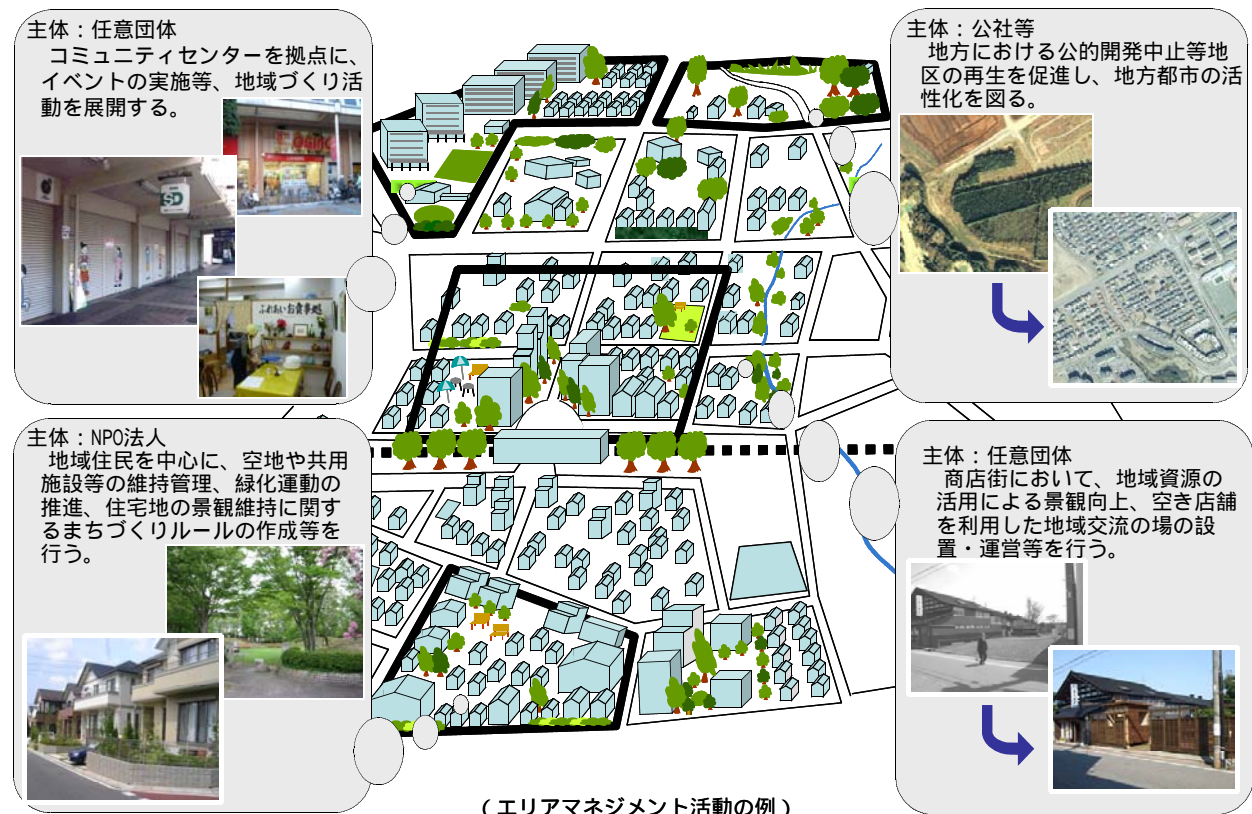 主体：任意団体
コミュニティセンターを拠点に、
イベントの実施等、地域づくり活
動を展開する。
SD
ふれあいお食事処
主体：公社等
地方における公的開発中止等地
区の再生を促進し、地方都市の活
性化を図る。
主体：NPO法人
地域住民を中心に、空地や共用
施設等の維持管理、緑化運動の
推進、住宅地の景観維持に関す
るまちづくりルールの作成等を
行う。
主体：任意団体
商店街において、地域資源の
活用による景観向上、空き店舗
を利用した地域交流の場の設
置・運営等を行う。
(エリアマネジメント活動の例)